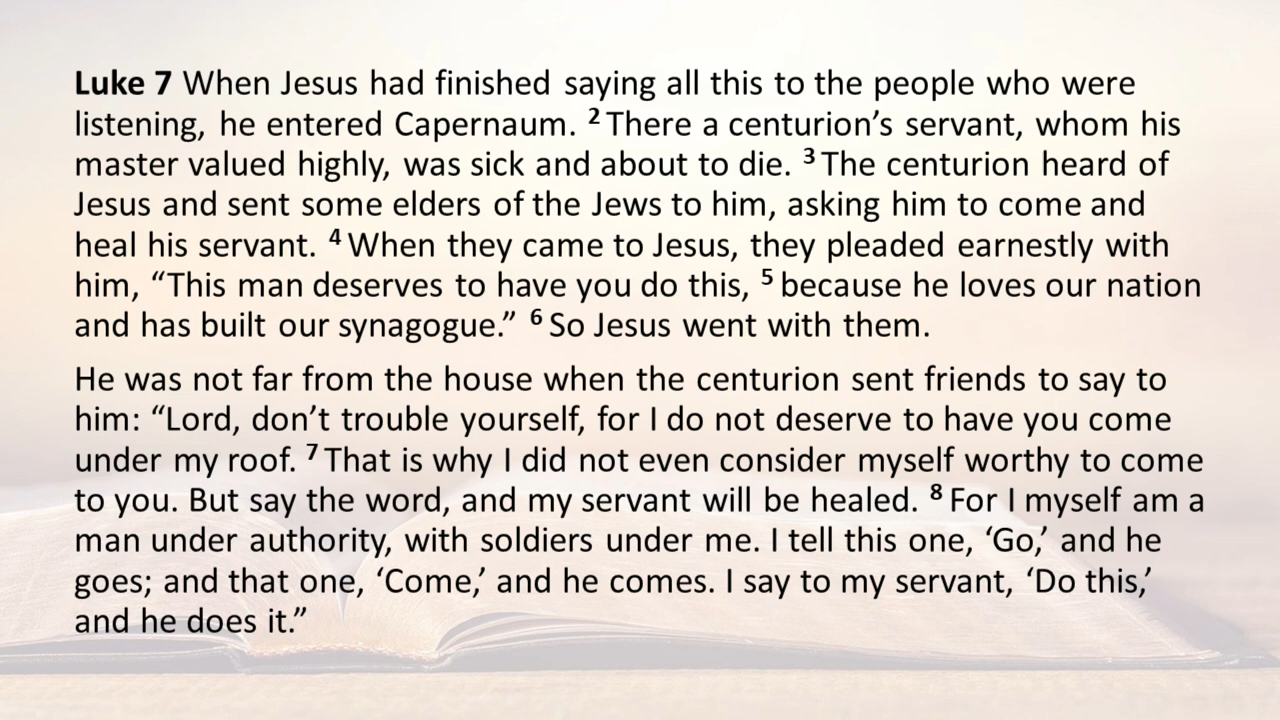 Luke 7 When Jesus had finished saying all this to the people who were
listening, he entered Capernaum. 2 There a centurion’s servant, whom his
master valued highly, was sick and about to die. 3 The centurion heard of
Jesus and sent some elders of the Jews to him, asking him to come and
heal his servant. 4 When they came to Jesus, they pleaded earnestly with
him, “This man deserves to have you do this, 5 because he loves our nation
and has built our synagogue.” 6 So Jesus went with them.
He was not far from the house when the centurion sent friends to say to
him: “Lord, don’t trouble yourself, for I do not deserve to have you come
under my roof. 7 That is why I did not even consider myself worthy to come
to you. But say the word, and my servant will be healed. 8 For I myself am a
man under authority, with soldiers under me. I tell this one, ‘Go,’ and he
goes; and that one, ‘Come,’ and he comes. I say to my servant, ‘Do this,’
and he does it.”